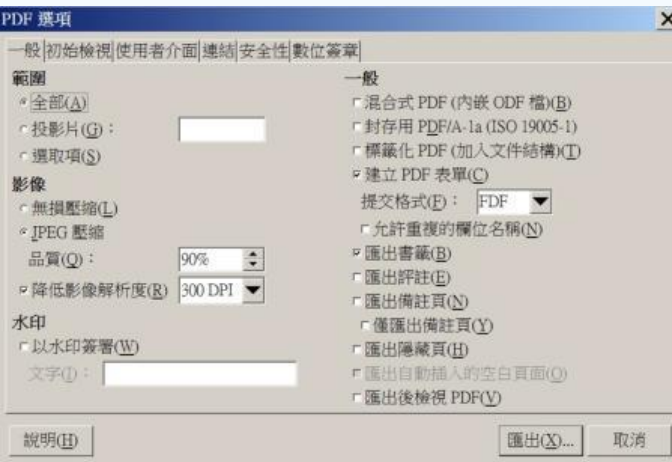 PDF 選項
一般 初始檢視 使用者介面 連結 安全性 數位簽章
範圍
全部(A)
投影片(G)：
選取項(S)
影像
無損壓縮(L)
JPEG 壓縮
品質(Q)： 90%
降低影像解析度(R) 300 DPI
水印
以水印簽署(W)
文字(I)：
一般
混合式 PDF (內嵌 ODF 檔)(B)
封存用 PDF/A-1a (ISO 19005-1)
標籤化 PDF (加入文件結構)(T)
建立 PDF 表單(C)
提交格式(F)： FDF
允許重複的欄位名稱(N)
匯出書籤(B)
匯出評註(E)
匯出備註頁(N)
僅匯出備註頁(Y)
匯出隱藏頁(H)
匯出自動插入的空白頁面(O)
匯出後檢視 PDF(V)
說明(H) 匯出(X)... 取消